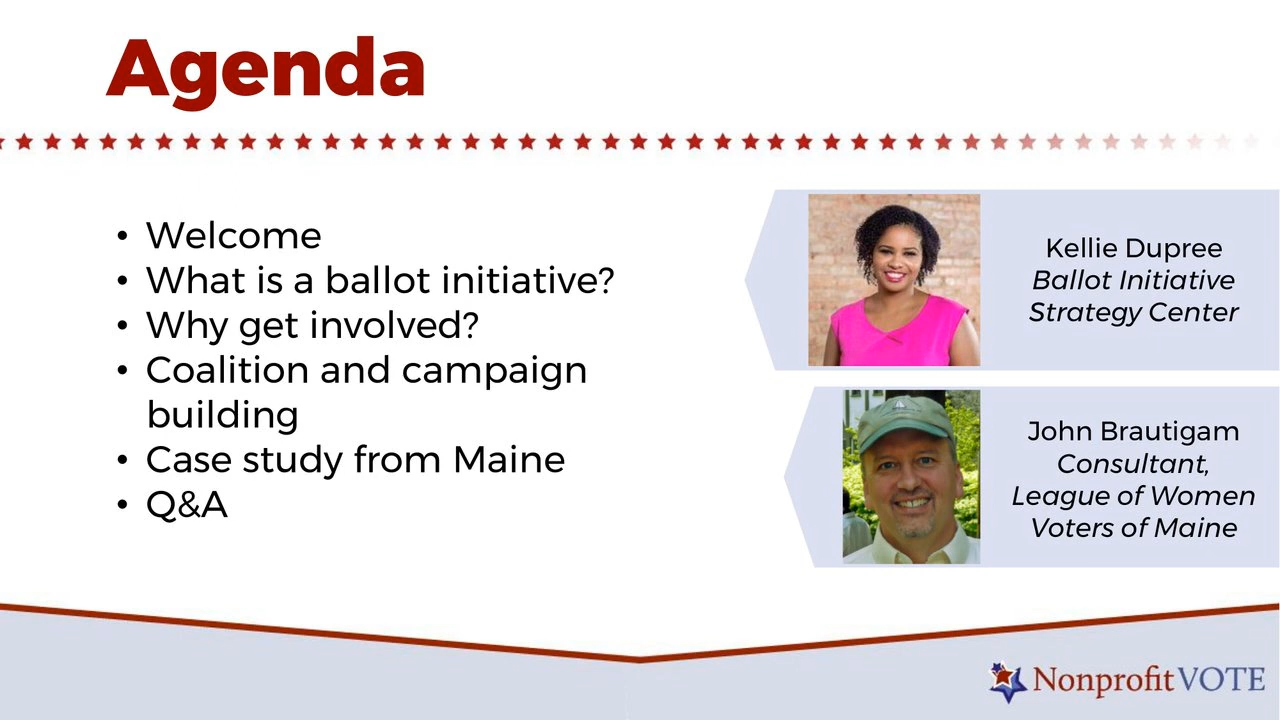 Agenda
• Welcome
• What is a ballot initiative?
• Why get involved?
• Coalition and campaign
building
• Case study from Maine
• Q&A
Kellie Dupree
Ballot Initiative
Strategy Center
John Brautigam
Consultant,
League of Women
Voters of Maine
NonprofitVOTE